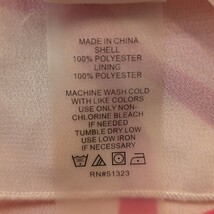 MADE IN CHINA
SHELL
100% POLYESTER
LINING
100% POLYESTER
MACHINE WASH COLD
WITH LIKE COLORS
USE ONLY NON-
CHLORINE BLEACH
IF NEEDED
TUMBLE DRY LOW
USE LOW IRON
IF NECESSARY
RN#51323